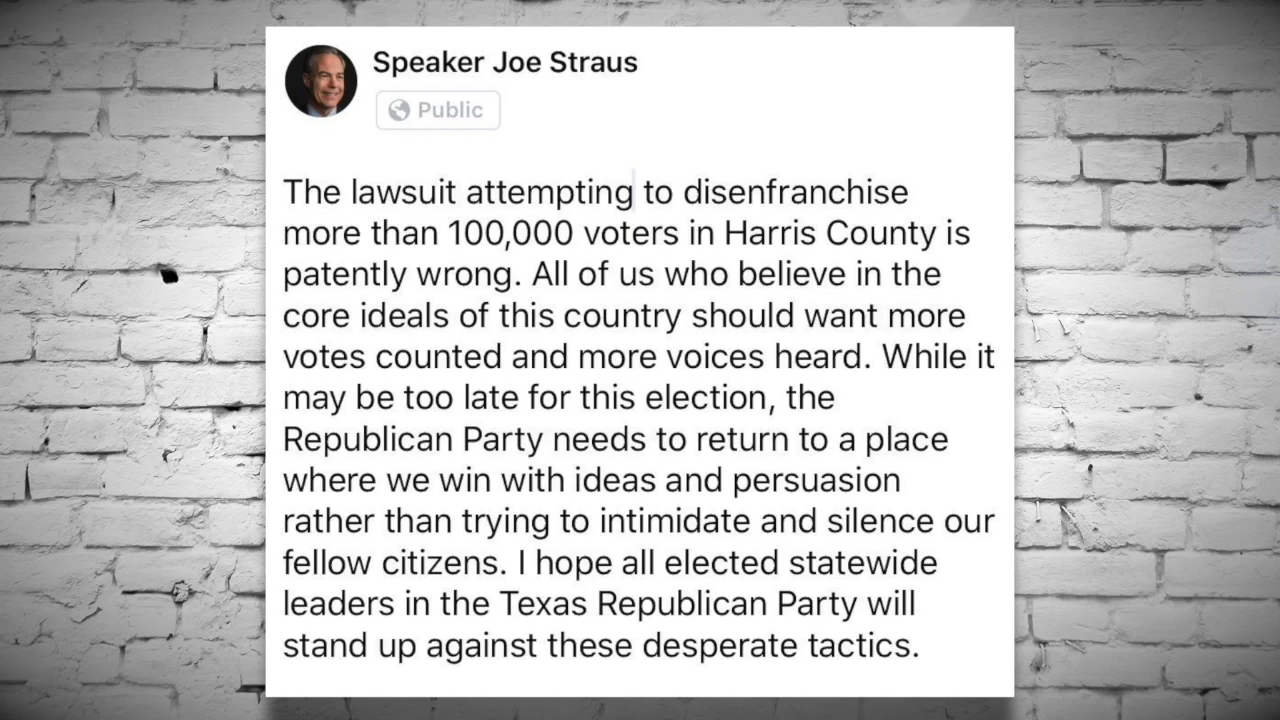 Speaker Joe Straus
Public
The lawsuit attempting to disenfranchise
more than 100,000 voters in Harris County is
patently wrong. All of us who believe in the
core ideals of this country should want more
votes counted and more voices heard. While it
may be too late for this election, the
Republican Party needs to return to a place
where we win with ideas and persuasion
rather than trying to intimidate and silence our
fellow citizens. I hope all elected statewide
leaders in the Texas Republican Party will
stand up against these desperate tactics.